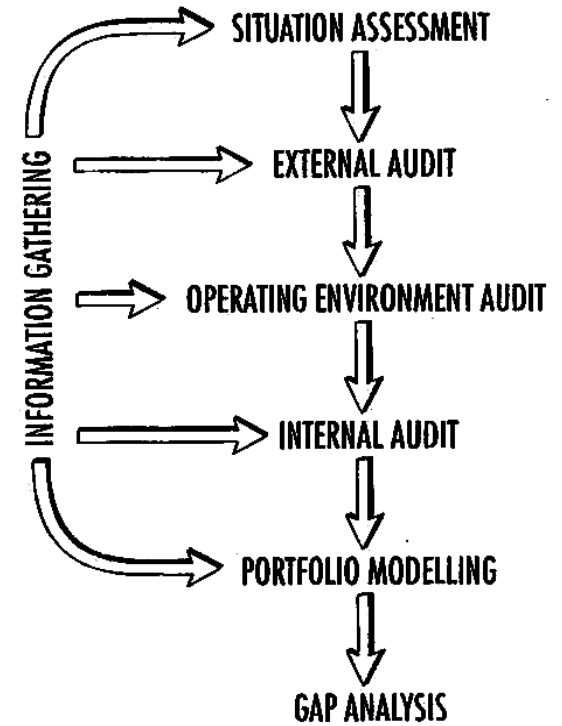 SITUATION ASSESSMENT
EXTERNAL AUDIT
INFORMATION GATHERING
OPERATING ENVIRONMENT AUDIT
INTERNAL AUDIT
PORTFOLIO MODELLING
GAP ANALYSIS